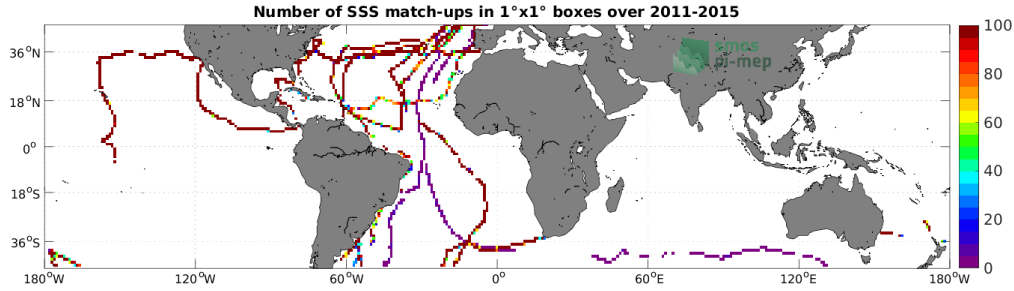 Number of SSS match-ups in 1°x1° boxes over 2011-2015
36°N
18°N
0°
18°S
36°S
180°W 120°W 60°W 0° 60°E 120°E 180°W
100
80
60
40
20
0
smos
pi-mep